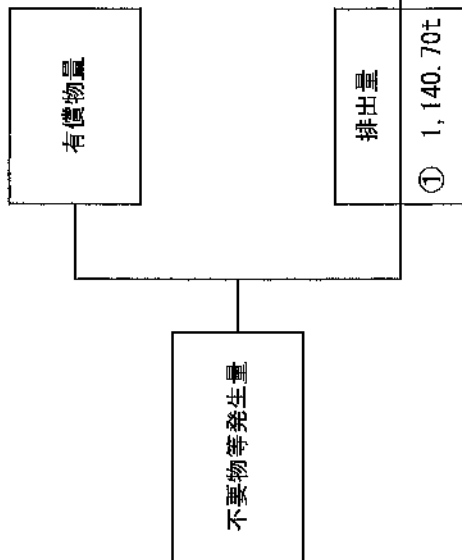 不要物等発生量
有償物量
排出量
① 1,140.70t